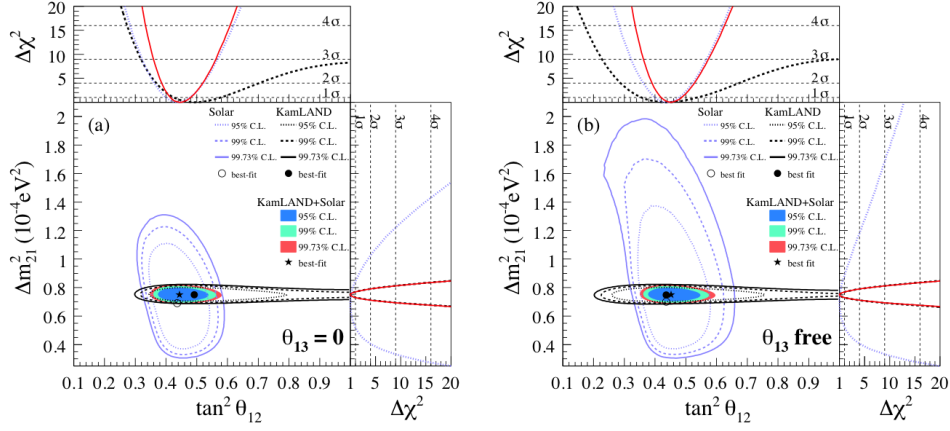 20
15
10
5
Δχ²
4σ
3σ
2σ
1σ
(a)
Solar
KamLAND
95% C.L.
95% C.L.
99% C.L.
99% C.L.
99.73% C.L.
99.73% C.L.
best-fit
best-fit
KamLAND+Solar
95% C.L.
99% C.L.
99.73% C.L.
best-fit
θ₁₃ = 0
1σ
2σ
3σ
4σ
2
1.8
1.6
1.4
1.2
1
0.8
0.6
0.4
Δm²₂₁ (10⁻⁴eV²)
0.1 0.2 0.3 0.4 0.5 0.6 0.7 0.8 0.9 1
5 10 15 20
tan² θ₁₂
Δχ²
20
15
10
5
Δχ²
4σ
3σ
2σ
1σ
(b)
Solar
KamLAND
95% C.L.
95% C.L.
99% C.L.
99% C.L.
99.73% C.L.
99.73% C.L.
best fit
best fit
KamLAND+Solar
95% C.L.
99% C.L.
99.73% C.L.
best fit
θ₁₃ free
1σ
2σ
3σ
4σ
2
1.8
1.6
1.4
1.2
1
0.8
0.6
0.4
Δm²₂₁ (10⁻⁴eV²)
0.1 0.2 0.3 0.4 0.5 0.6 0.7 0.8 0.9 1
5 10 15 20
tan² θ₁₂
Δχ²